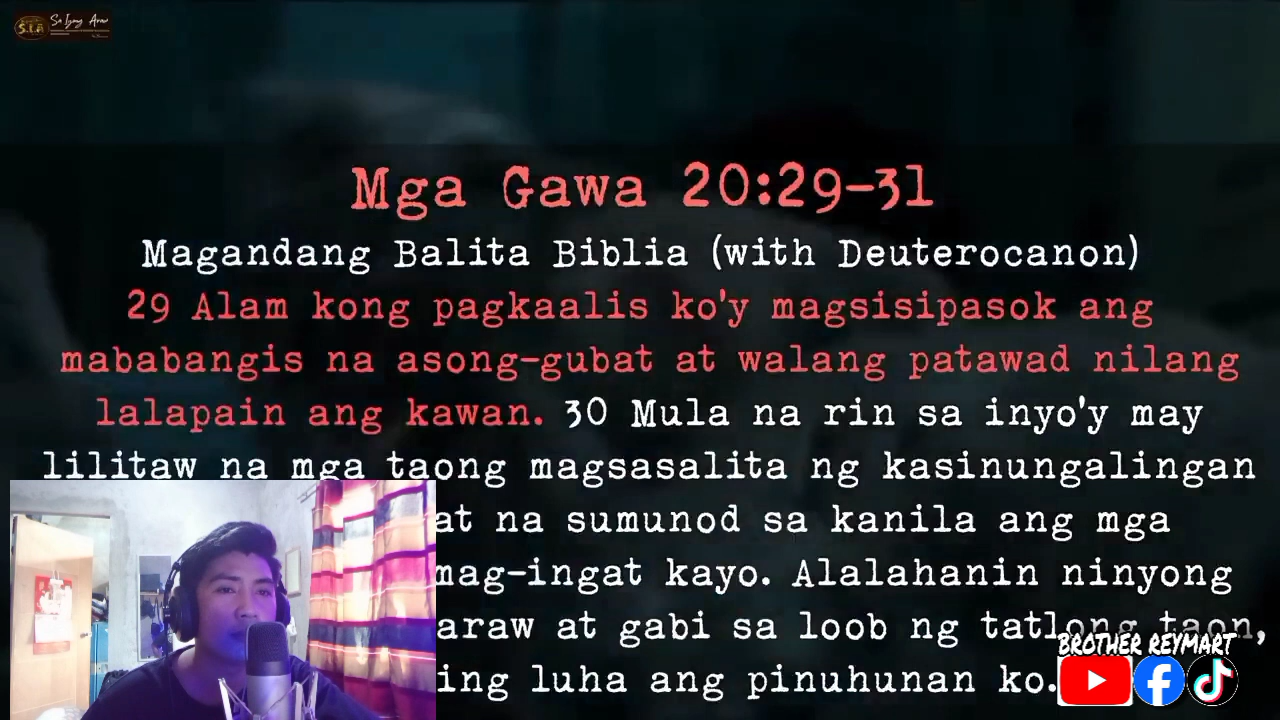 S.I.A
Sa Iyong Araw
Mga Gawa 20:29-31
Magandang Balita Biblia (with Deuterocanon)
29 Alam kong pagkaalis ko'y magsisipasok ang
mababangis na asong-gubat at walang patawad nilang
lalapain ang kawan. 30 Mula na rin sa inyo'y may
lilitaw na mga taong magsasalita ng kasinungalingan
at na sumunod sa kanila ang mga
mag-ingat kayo. Alalahanin ninyong
araw at gabi sa loob ng tatlong taon,
ing luha ang pinuhunan ko.
BROTHER REYMART